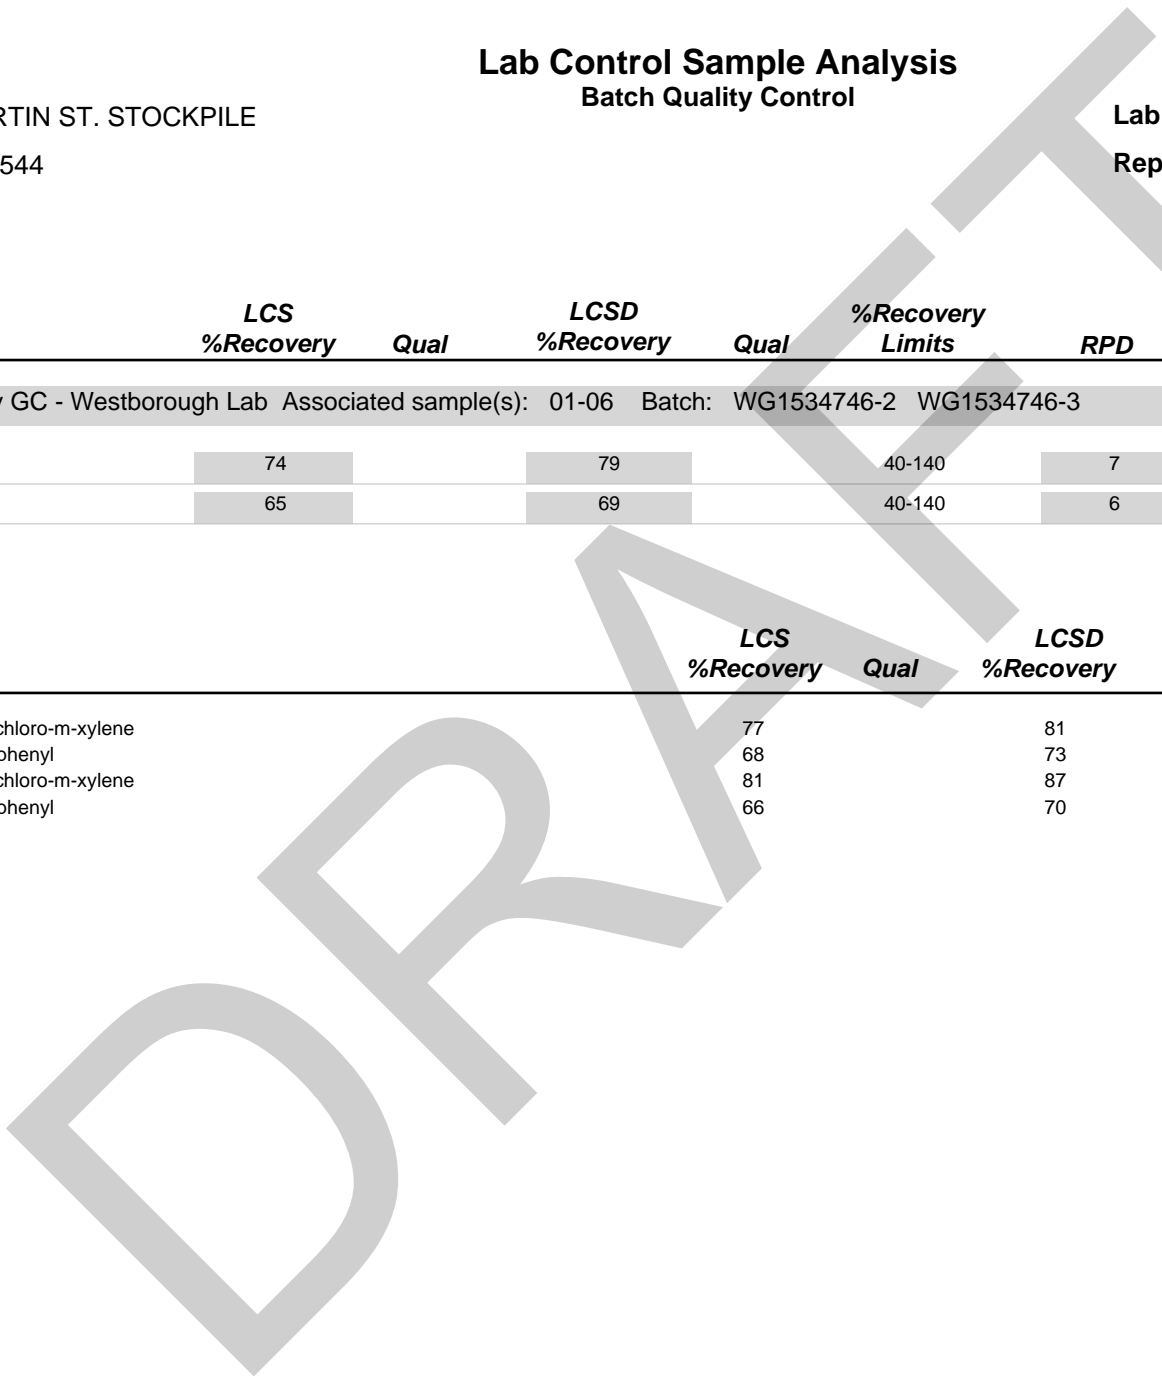 Lab Control Sample Analysis
Batch Quality Control
RTIN ST. STOCKPILE
Lab
544
Rep
LCS %Recovery Qual LCSD %Recovery Qual %Recovery Limits RPD
y GC - Westborough Lab Associated sample(s): 01-06 Batch: WG1534746-2 WG1534746-3
74 79 40-140 7
65 69 40-140 6
LCS %Recovery Qual LCSD %Recovery
chloro-m-xylene 77 81
phenyl 68 73
chloro-m-xylene 81 87
phenyl 66 70
DRAFT